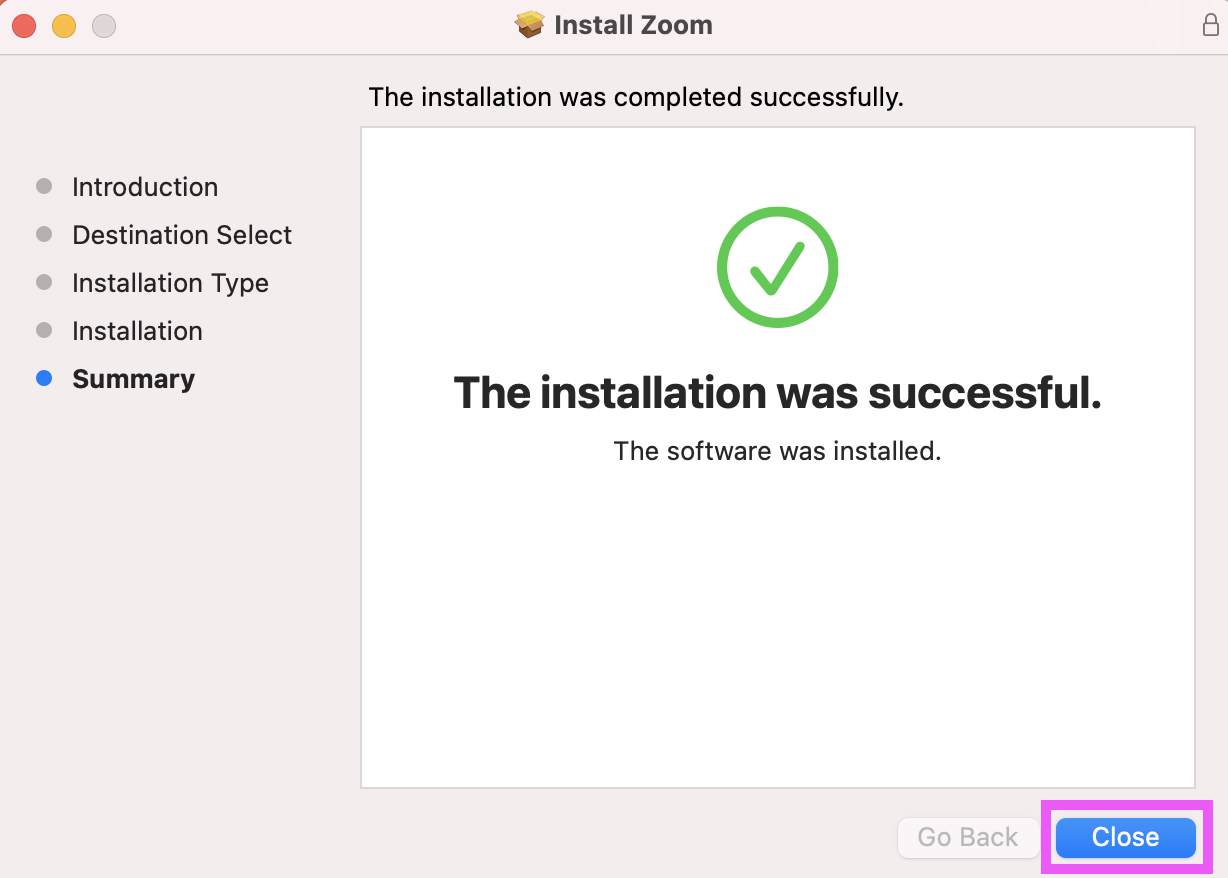 Install Zoom
The installation was completed successfully.
Introduction
Destination Select
Installation Type
Installation
Summary
The installation was successful.
The software was installed.
Go Back
Close